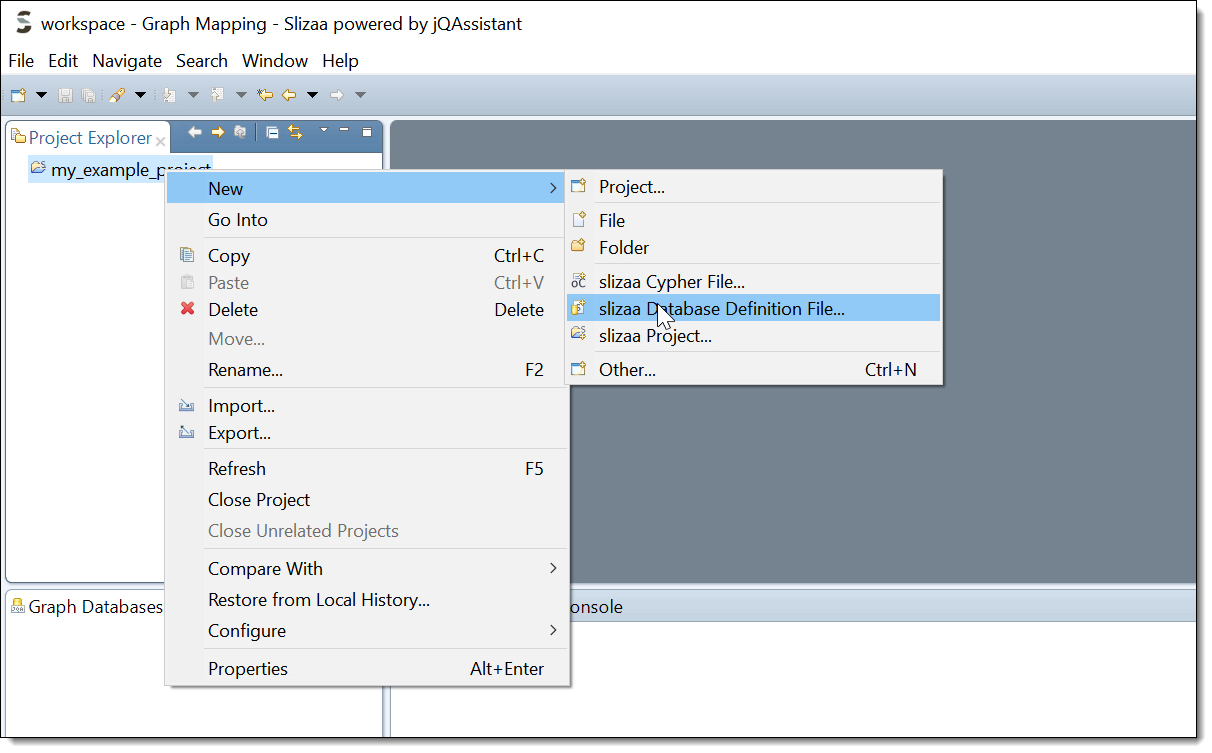 workspace - Graph Mapping - Slizaa powered by jQAssistant
File Edit Navigate Search Window Help
Project Explorer
my_example_project
New
Go Into
Copy Ctrl+C
Paste Ctrl+V
Delete Delete
Move...
Rename... F2
Import...
Export...
Refresh F5
Close Project
Close Unrelated Projects
Compare With
Restore from Local History...
Configure
Properties Alt+Enter
Project...
File
Folder
slizaa Cypher File...
slizaa Database Definition File...
slizaa Project...
Other... Ctrl+N
Graph Databases
onsole